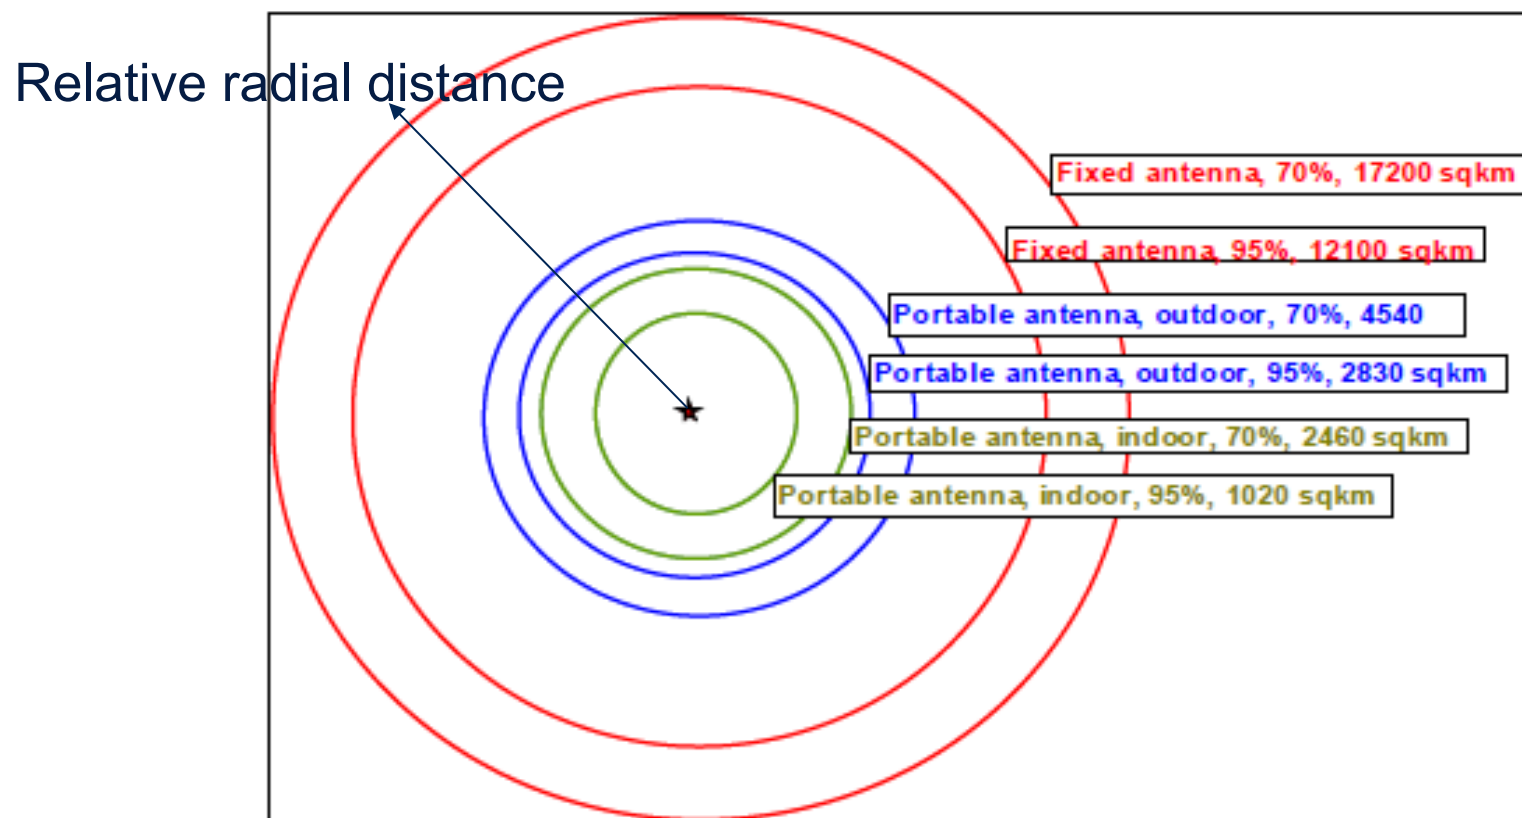 Relative radial distance
Fixed antenna, 70%, 17200 sqkm
Fixed antenna, 95%, 12100 sqkm
Portable antenna, outdoor, 70%, 4540
Portable antenna, outdoor, 95%, 2830 sqkm
Portable antenna, indoor, 70%, 2460 sqkm
Portable antenna, indoor, 95%, 1020 sqkm